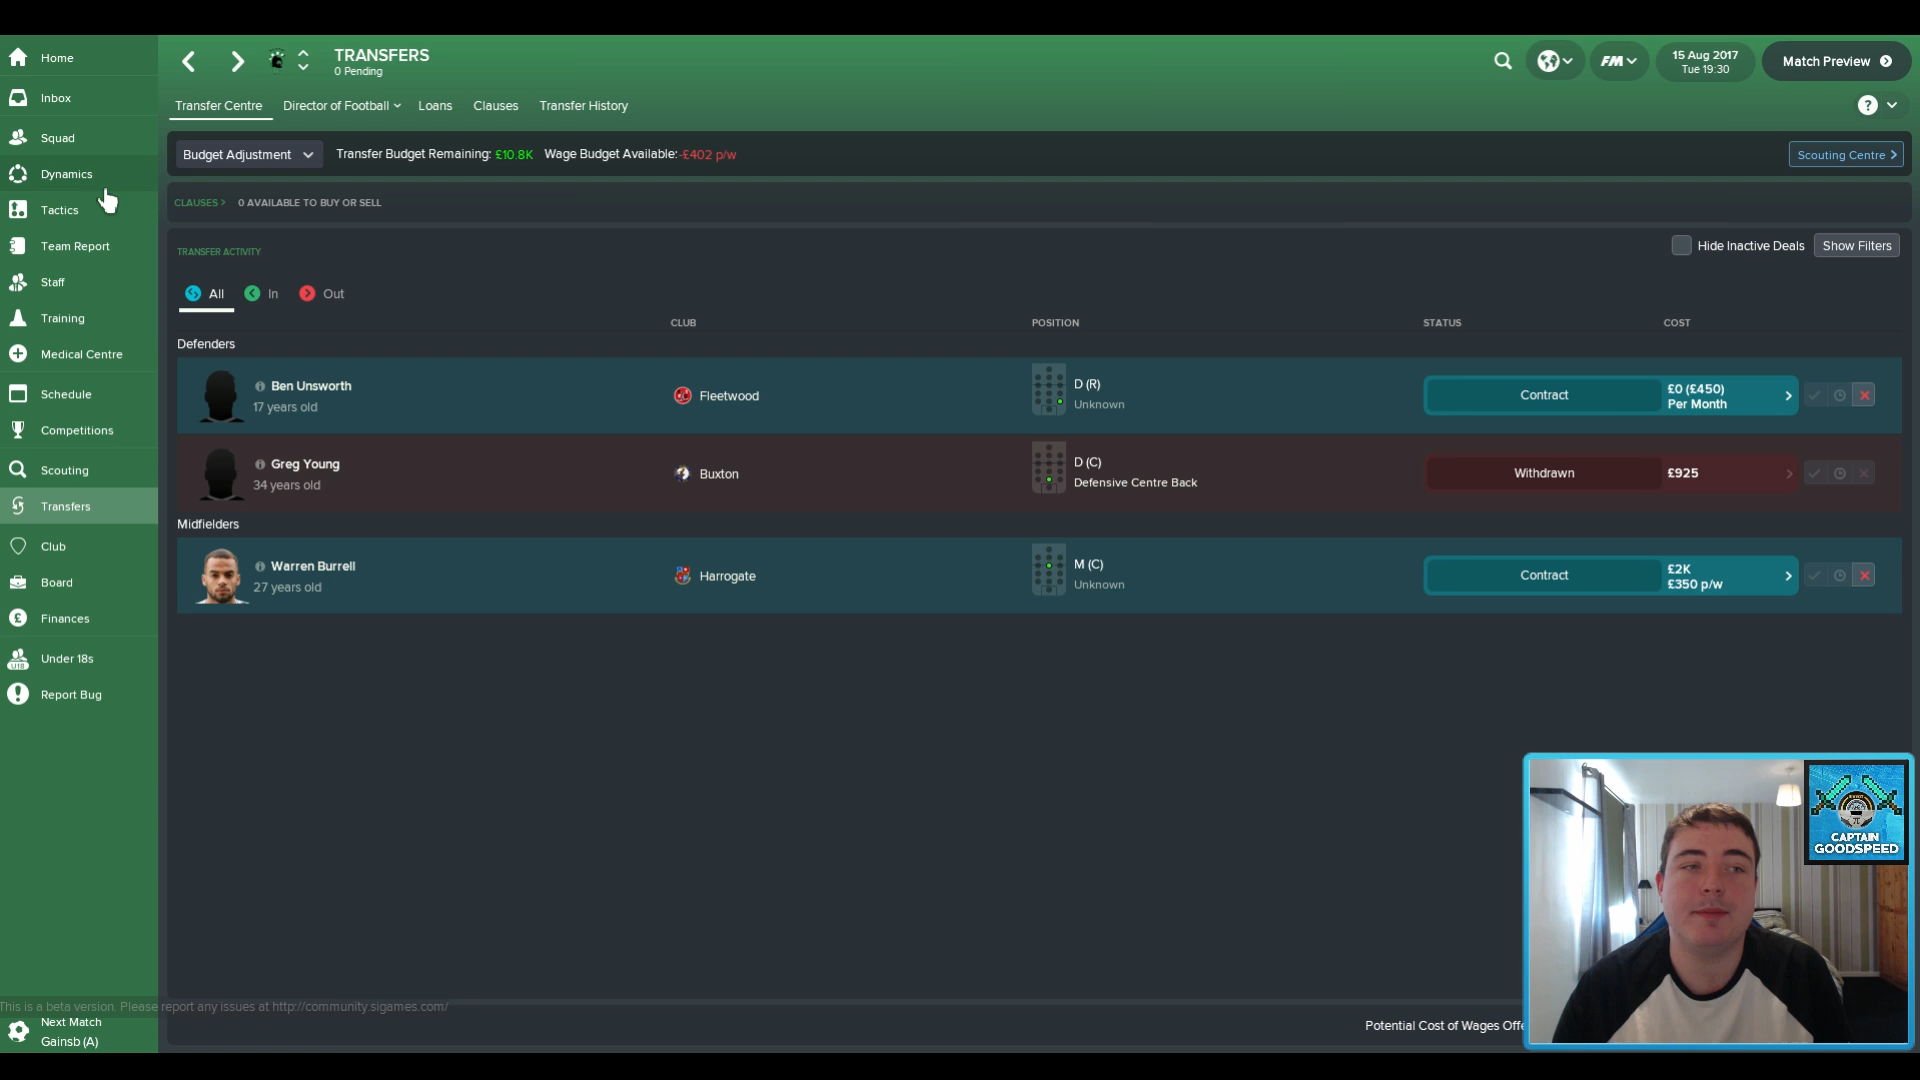 Home
Inbox
Squad
Dynamics
Tactics
Team Report
Staff
Training
Medical Centre
Schedule
Competitions
Scouting
Transfers
Club
Board
Finances
Under 18s
Report Bug
TRANSFERS
0 Pending
FM
15 Aug 2017
Tue 19:30
Match Preview
Transfer Centre
Director of Football
Loans
Clauses
Transfer History
?
Budget Adjustment
Transfer Budget Remaining: £10.8K
Wage Budget Available: -£402 p/w
Scouting Centre >
CLAUSES >
0 AVAILABLE TO BUY OR SELL
TRANSFER ACTIVITY
Hide Inactive Deals
Show Filters
All
In
Out
CLUB
POSITION
STATUS
COST
Defenders
Ben Unsworth
17 years old
Fleetwood
D (R)
Unknown
Contract
£0 (£450)
Per Month
Greg Young
34 years old
Buxton
D (C)
Defensive Centre Back
Withdrawn
£925
Midfielders
Warren Burrell
27 years old
Harrogate
M (C)
Unknown
Contract
£2K
£350 p/w
CAPTAIN
GOODSPEED
This is a beta version. Please report any issues at http://community.sigames.com/
Next Match
Gainsb (A)
Potential Cost of Wages Offe